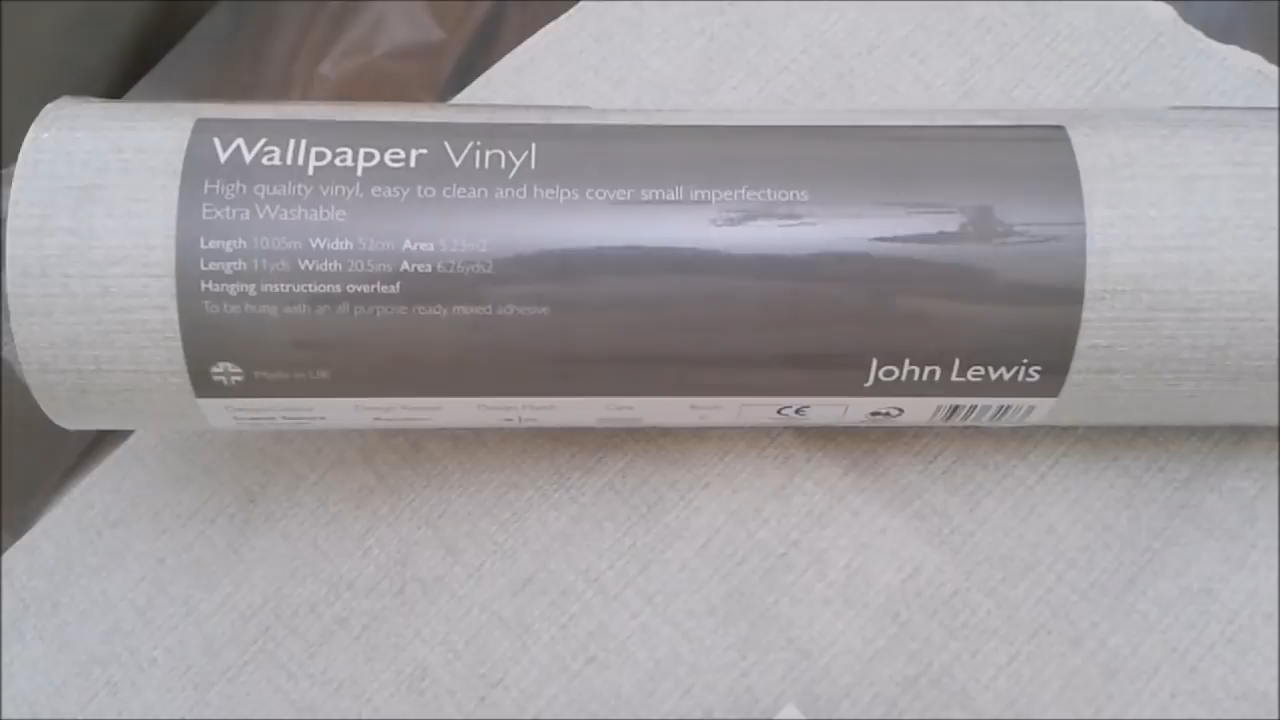 Wallpaper Vinyl
High quality vinyl, easy to clean and helps cover small imperfections
Extra Washable
Length 10.05m Width 52cm Area 5.23m2
Length 11yds Width 20.5ins Area 6.26yds2
Hanging instructions overleaf
To be hung with an all purpose ready mixed adhesive
Made in UK
John Lewis
Design Match
CE